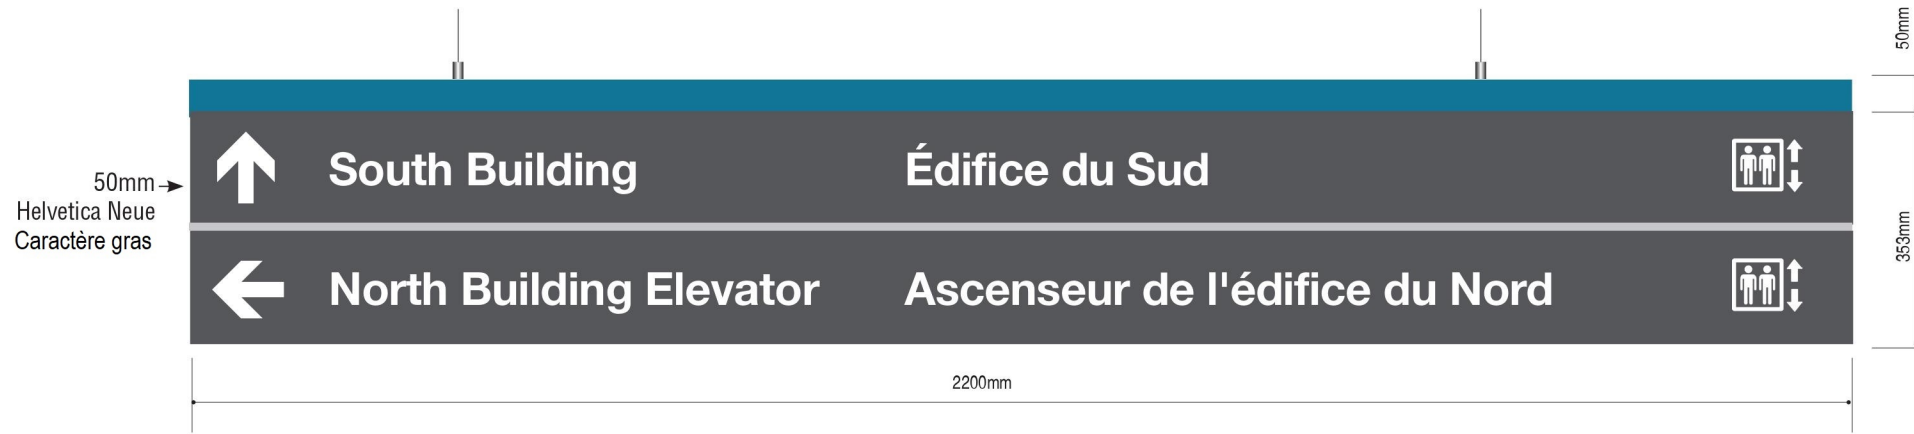 50mm
South Building Édifice du Sud
50mm
Helvetica Neue
Caractère gras
North Building Elevator Ascenseur de l'édifice du Nord
353mm
2200mm